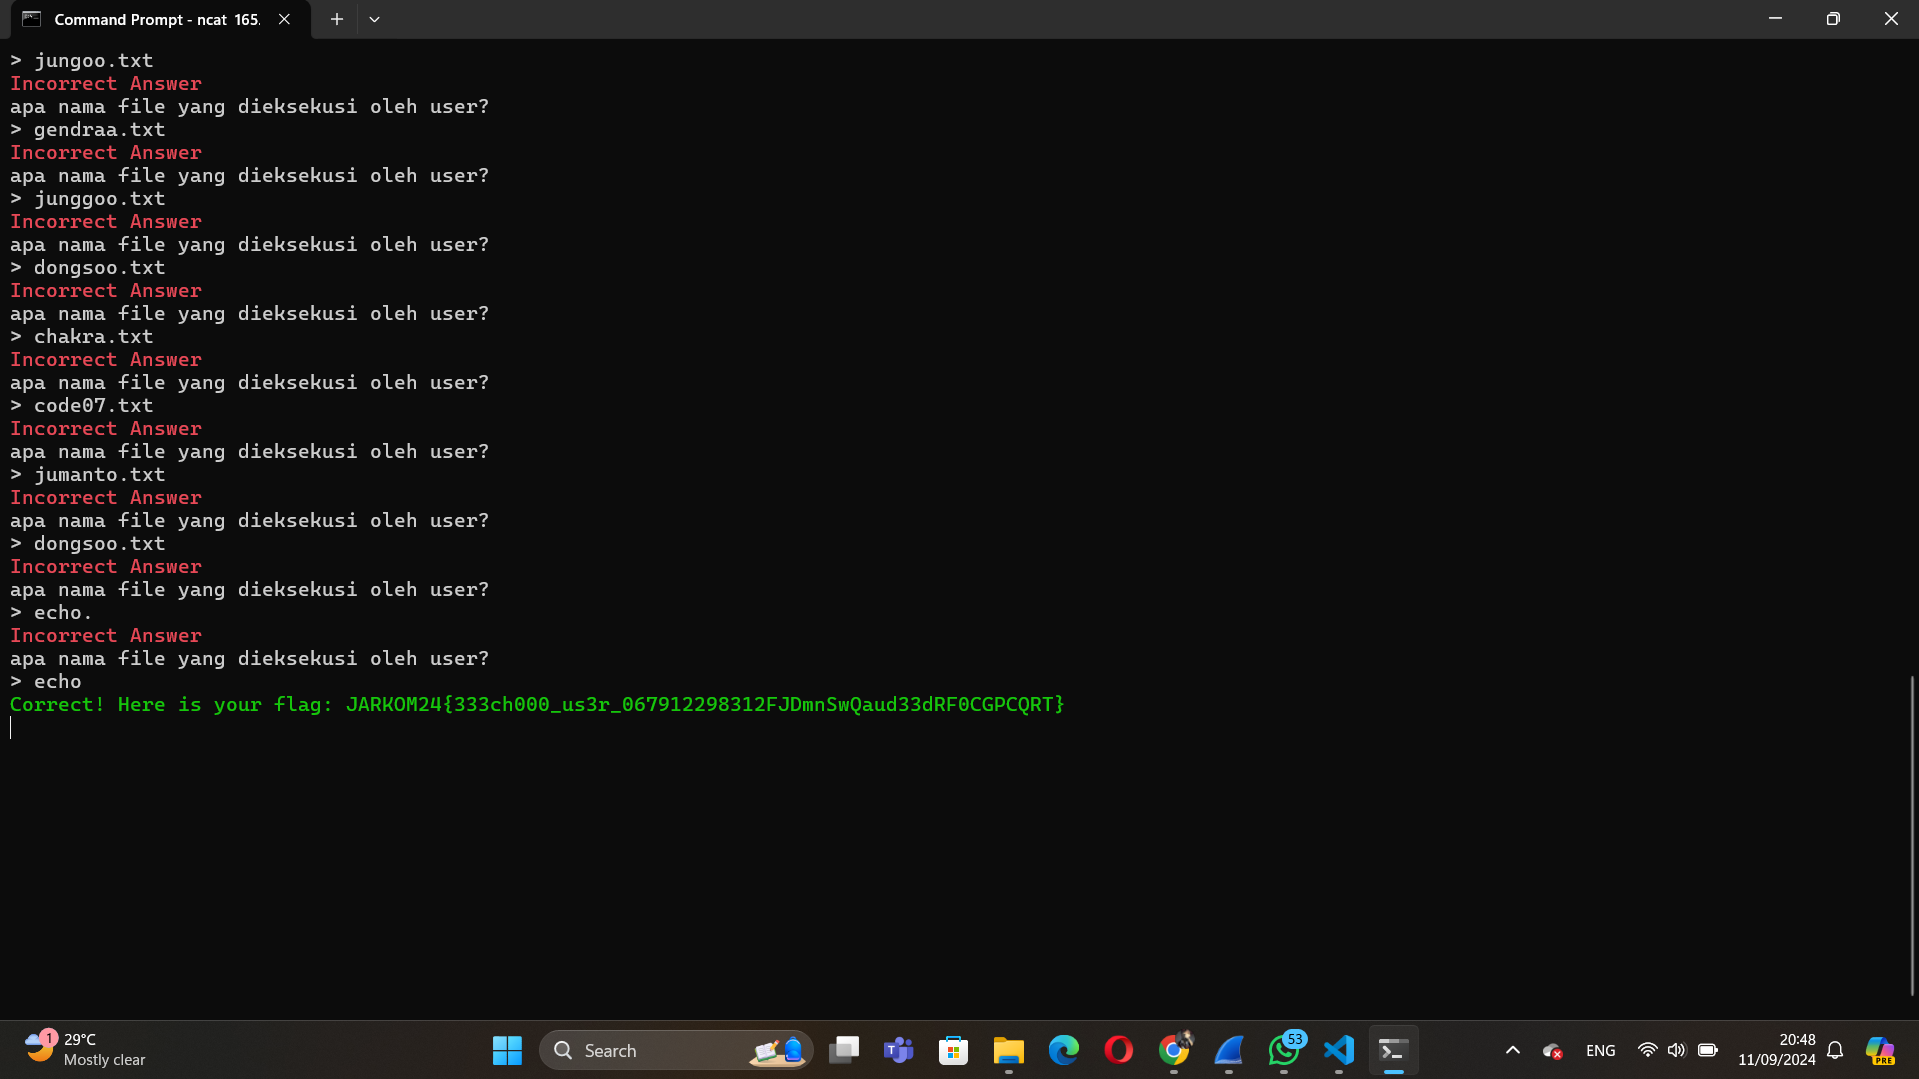 Command Prompt - ncat 165.
> jungoo.txt
Incorrect Answer
apa nama file yang dieksekusi oleh user?
> gendraa.txt
Incorrect Answer
apa nama file yang dieksekusi oleh user?
> junggoo.txt
Incorrect Answer
apa nama file yang dieksekusi oleh user?
> dongsoo.txt
Incorrect Answer
apa nama file yang dieksekusi oleh user?
> chakra.txt
Incorrect Answer
apa nama file yang dieksekusi oleh user?
> code07.txt
Incorrect Answer
apa nama file yang dieksekusi oleh user?
> jumanto.txt
Incorrect Answer
apa nama file yang dieksekusi oleh user?
> dongsoo.txt
Incorrect Answer
apa nama file yang dieksekusi oleh user?
> echo.
Incorrect Answer
apa nama file yang dieksekusi oleh user?
> echo
Correct! Here is your flag: JARKOM24{333ch000_us3r_067912298312FJDmnSwQaud33dRF0CGPCQRT}
1
29°C
Mostly clear
Search
53
ENG
20:48
11/09/2024
PRE